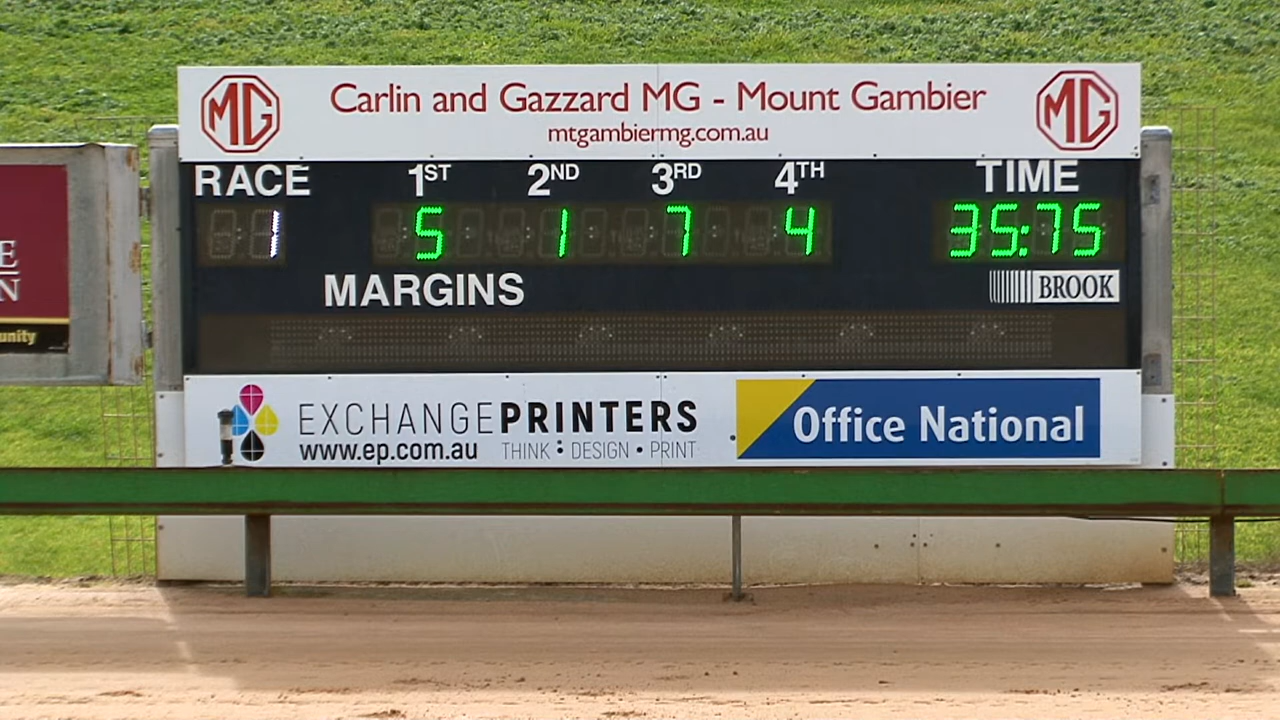 MG Carlin and Gazzard MG - Mount Gambier MG
mtgambiermg.com.au
RACE 1ST 2ND 3RD 4TH TIME
1 5 1 7 4 35:75
MARGINS BROOK
EXCHANGEPRINTERS
www.ep.com.au THINK : DESIGN • PRINT
Office National
E
N
unity